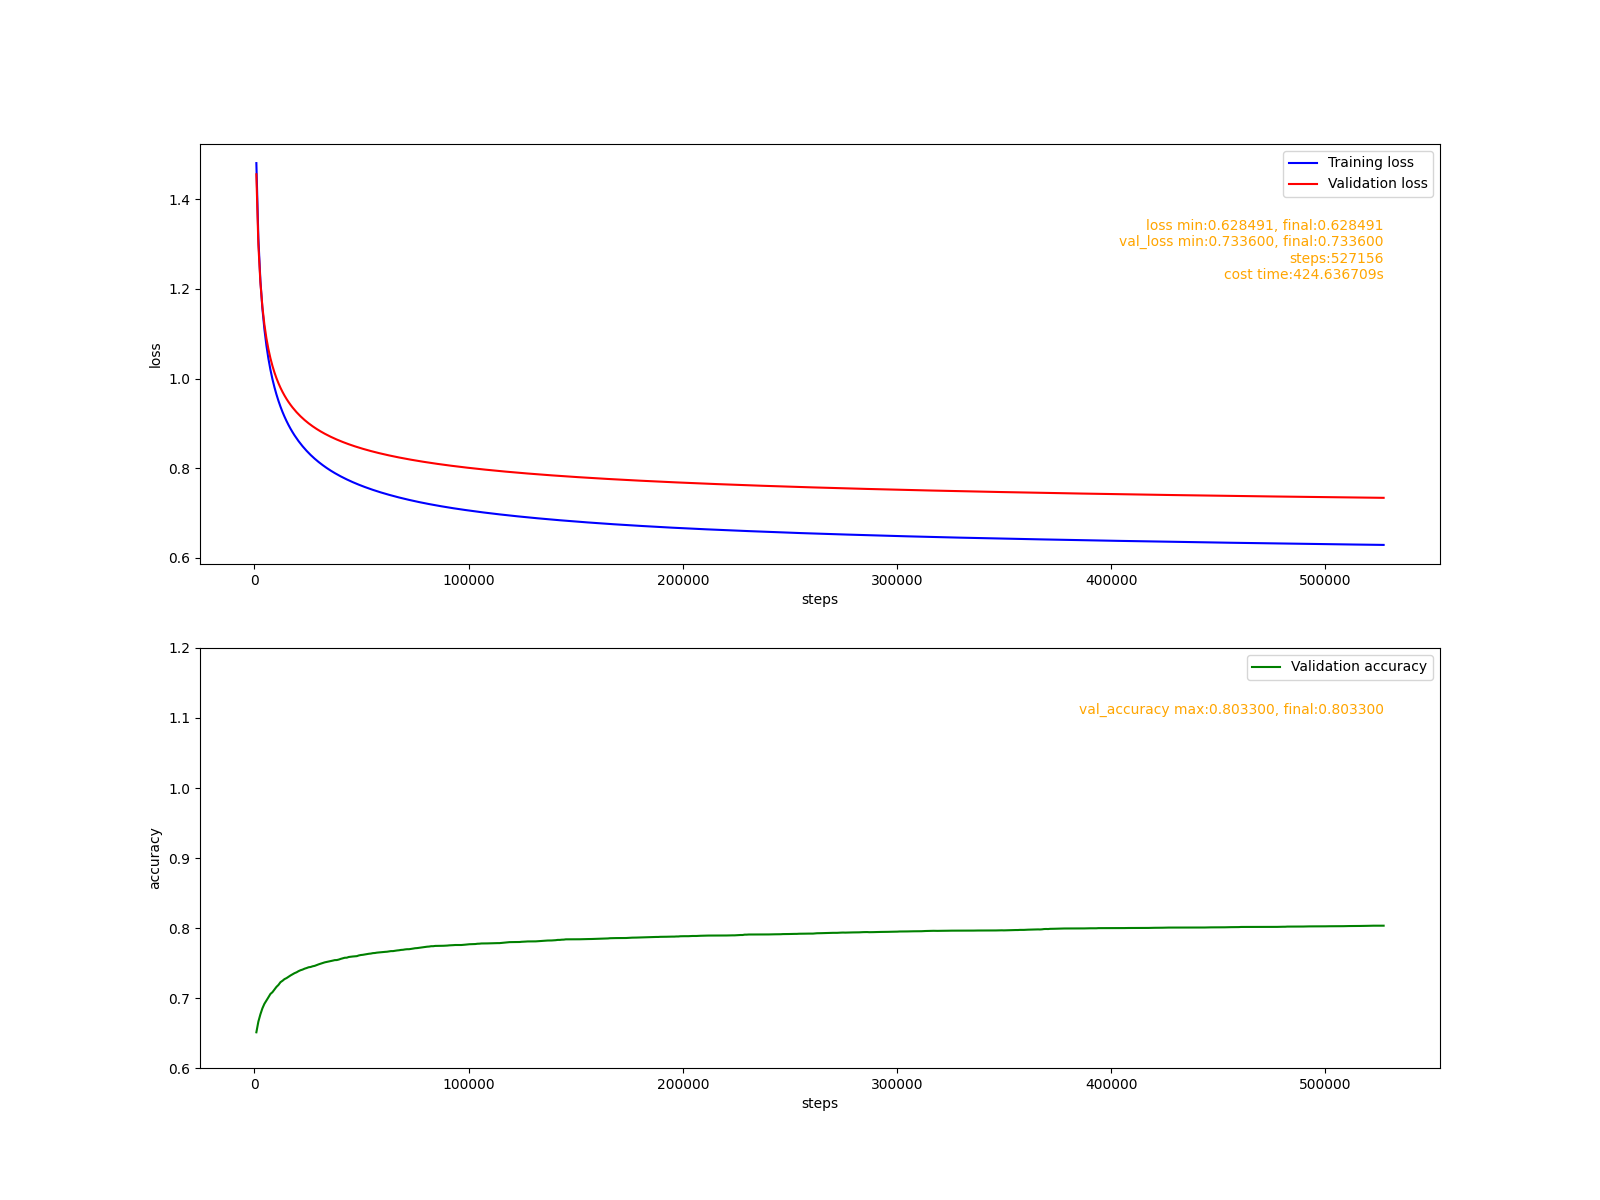 Training loss
Validation loss
loss min:0.628491, final:0.628491
val_loss min:0.733600, final:0.733600
steps:527156
cost time:424.636709s
1.4
1.2
1.0
0.8
0.6
loss
0
100000
200000
300000
400000
500000
steps
Validation accuracy
val_accuracy max:0.803300, final:0.803300
1.2
1.1
1.0
0.9
0.8
0.7
0.6
accuracy
0
100000
200000
300000
400000
500000
steps